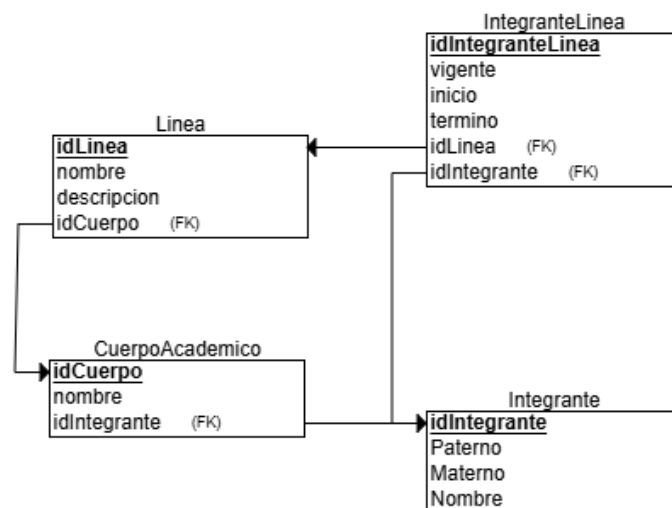 IntegranteLinea
idIntegranteLinea
vigente
inicio
termino
idLinea (FK)
idIntegrante (FK)
Linea
idLinea
nombre
descripcion
idCuerpo (FK)
CuerpoAcademico
idCuerpo
nombre
idIntegrante (FK)
Integrante
idIntegrante
Paterno
Materno
Nombre